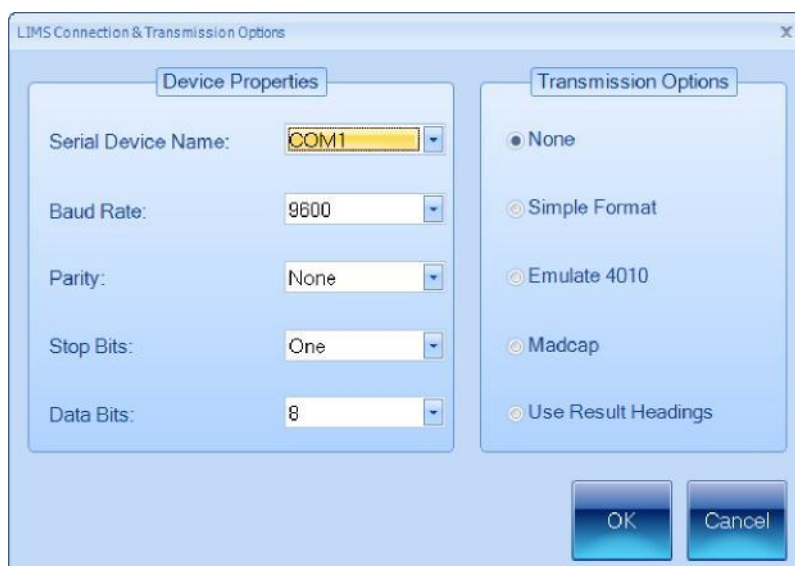 LIMS Connection & Transmission Options
x
Device Properties
Serial Device Name: COM1
Baud Rate: 9600
Parity: None
Stop Bits: One
Data Bits: 8
Transmission Options
None
Simple Format
Emulate 4010
Madcap
Use Result Headings
OK Cancel